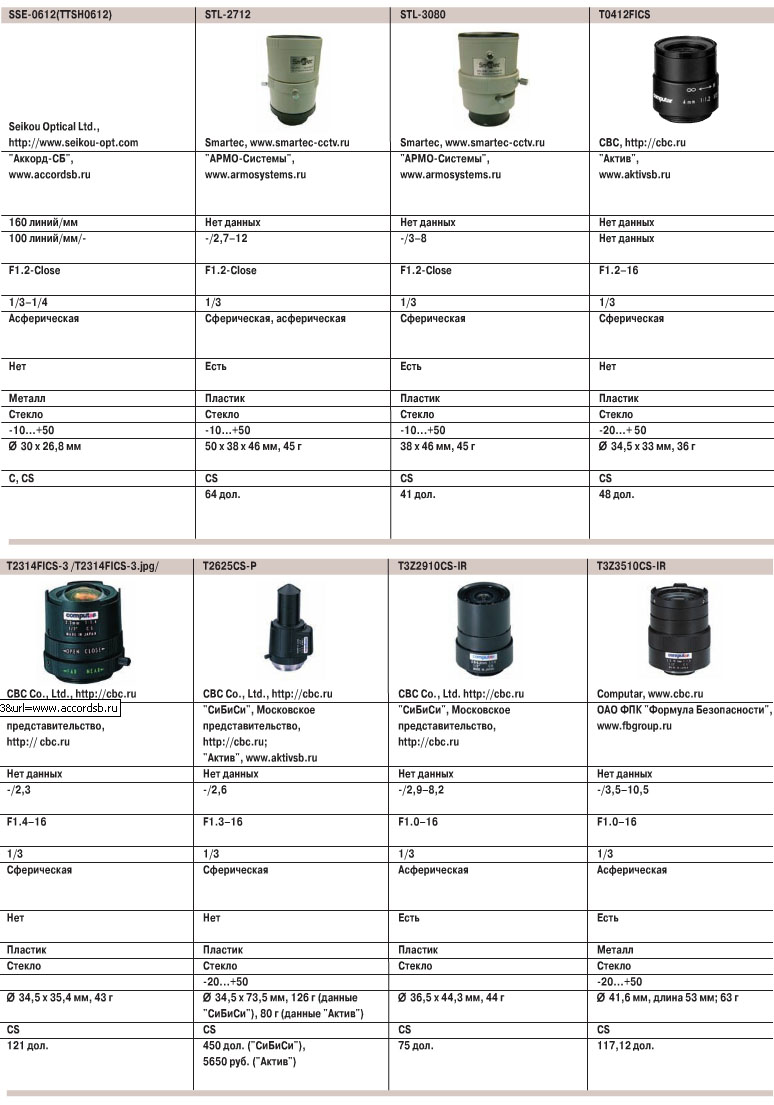 SSE-0612(TTSH0612) STL-2712 STL-3080 T0412FICS
Seikou Optical Ltd.,
http://www.seikou-opt.com Smartec, www.smartec-cctv.ru Smartec, www.smartec-cctv.ru CBC, http://cbc.ru
"Аккорд-СБ", "АРМО-Системы", "АРМО-Системы", "Актив",
www.accordsb.ru www.armosystems.ru www.armosystems.ru www.aktivsb.ru
160 линий/мм Нет данных Нет данных Нет данных
100 линий/мм/- -/2,7–12 -/3–8 Нет данных
F1.2-Close F1.2-Close F1.2-Close F1.2–16
1/3–1/4 1/3 1/3 1/3
Асферическая Сферическая, асферическая Сферическая Сферическая
Нет Есть Есть Нет
Металл Пластик Пластик Пластик
Стекло Стекло Стекло Стекло
-10...+50 -10...+50 -10...+50 -20...+ 50
Ø 30 x 26,8 мм 50 x 38 x 46 мм, 45 г 38 x 46 мм, 45 г Ø 34,5 x 33 мм, 36 г
C, CS CS CS CS
64 дол. 41 дол. 48 дол.
T2314FICS-3 /T2314FICS-3.jpg/ T2625CS-P T3Z2910CS-IR T3Z3510CS-IR
computar
OPEN CLOSE
CBC Co., Ltd., http://cbc.ru CBC Co., Ltd., http://cbc.ru CBC Co., Ltd., http://cbc.ru Computar, www.cbc.ru
3&url=www.accordsb.ru "СиБиСи", Московское "СиБиСи", Московское ОАО ФПК "Формула Безопасности",
представительство, представительство, представительство, www.fbgroup.ru
http:// cbc.ru http://cbc.ru; http://cbc.ru
"Актив", www.aktivsb.ru
Нет данных Нет данных Нет данных Нет данных
-/2,3 -/2,6 -/2,9–8,2 -/3,5–10,5
F1.4–16 F1.3–16 F1.0–16 F1.0–16
1/3 1/3 1/3 1/3
Сферическая Сферическая Асферическая Асферическая
Нет Нет Есть Есть
Пластик Пластик Пластик Металл
Стекло Стекло Стекло Стекло
-20...+50 -20...+50
Ø 34,5 x 35,4 мм, 43 г Ø 34,5 x 73,5 мм, 126 г (данные Ø 36,5 x 44,3 мм, 44 г Ø 41,6 мм, длина 53 мм; 63 г
"СиБиСи"), 80 г (данные "Актив")
CS CS CS CS
121 дол. 450 дол. ("СиБиСи"), 75 дол. 117,12 дол.
5650 руб. ("Актив")